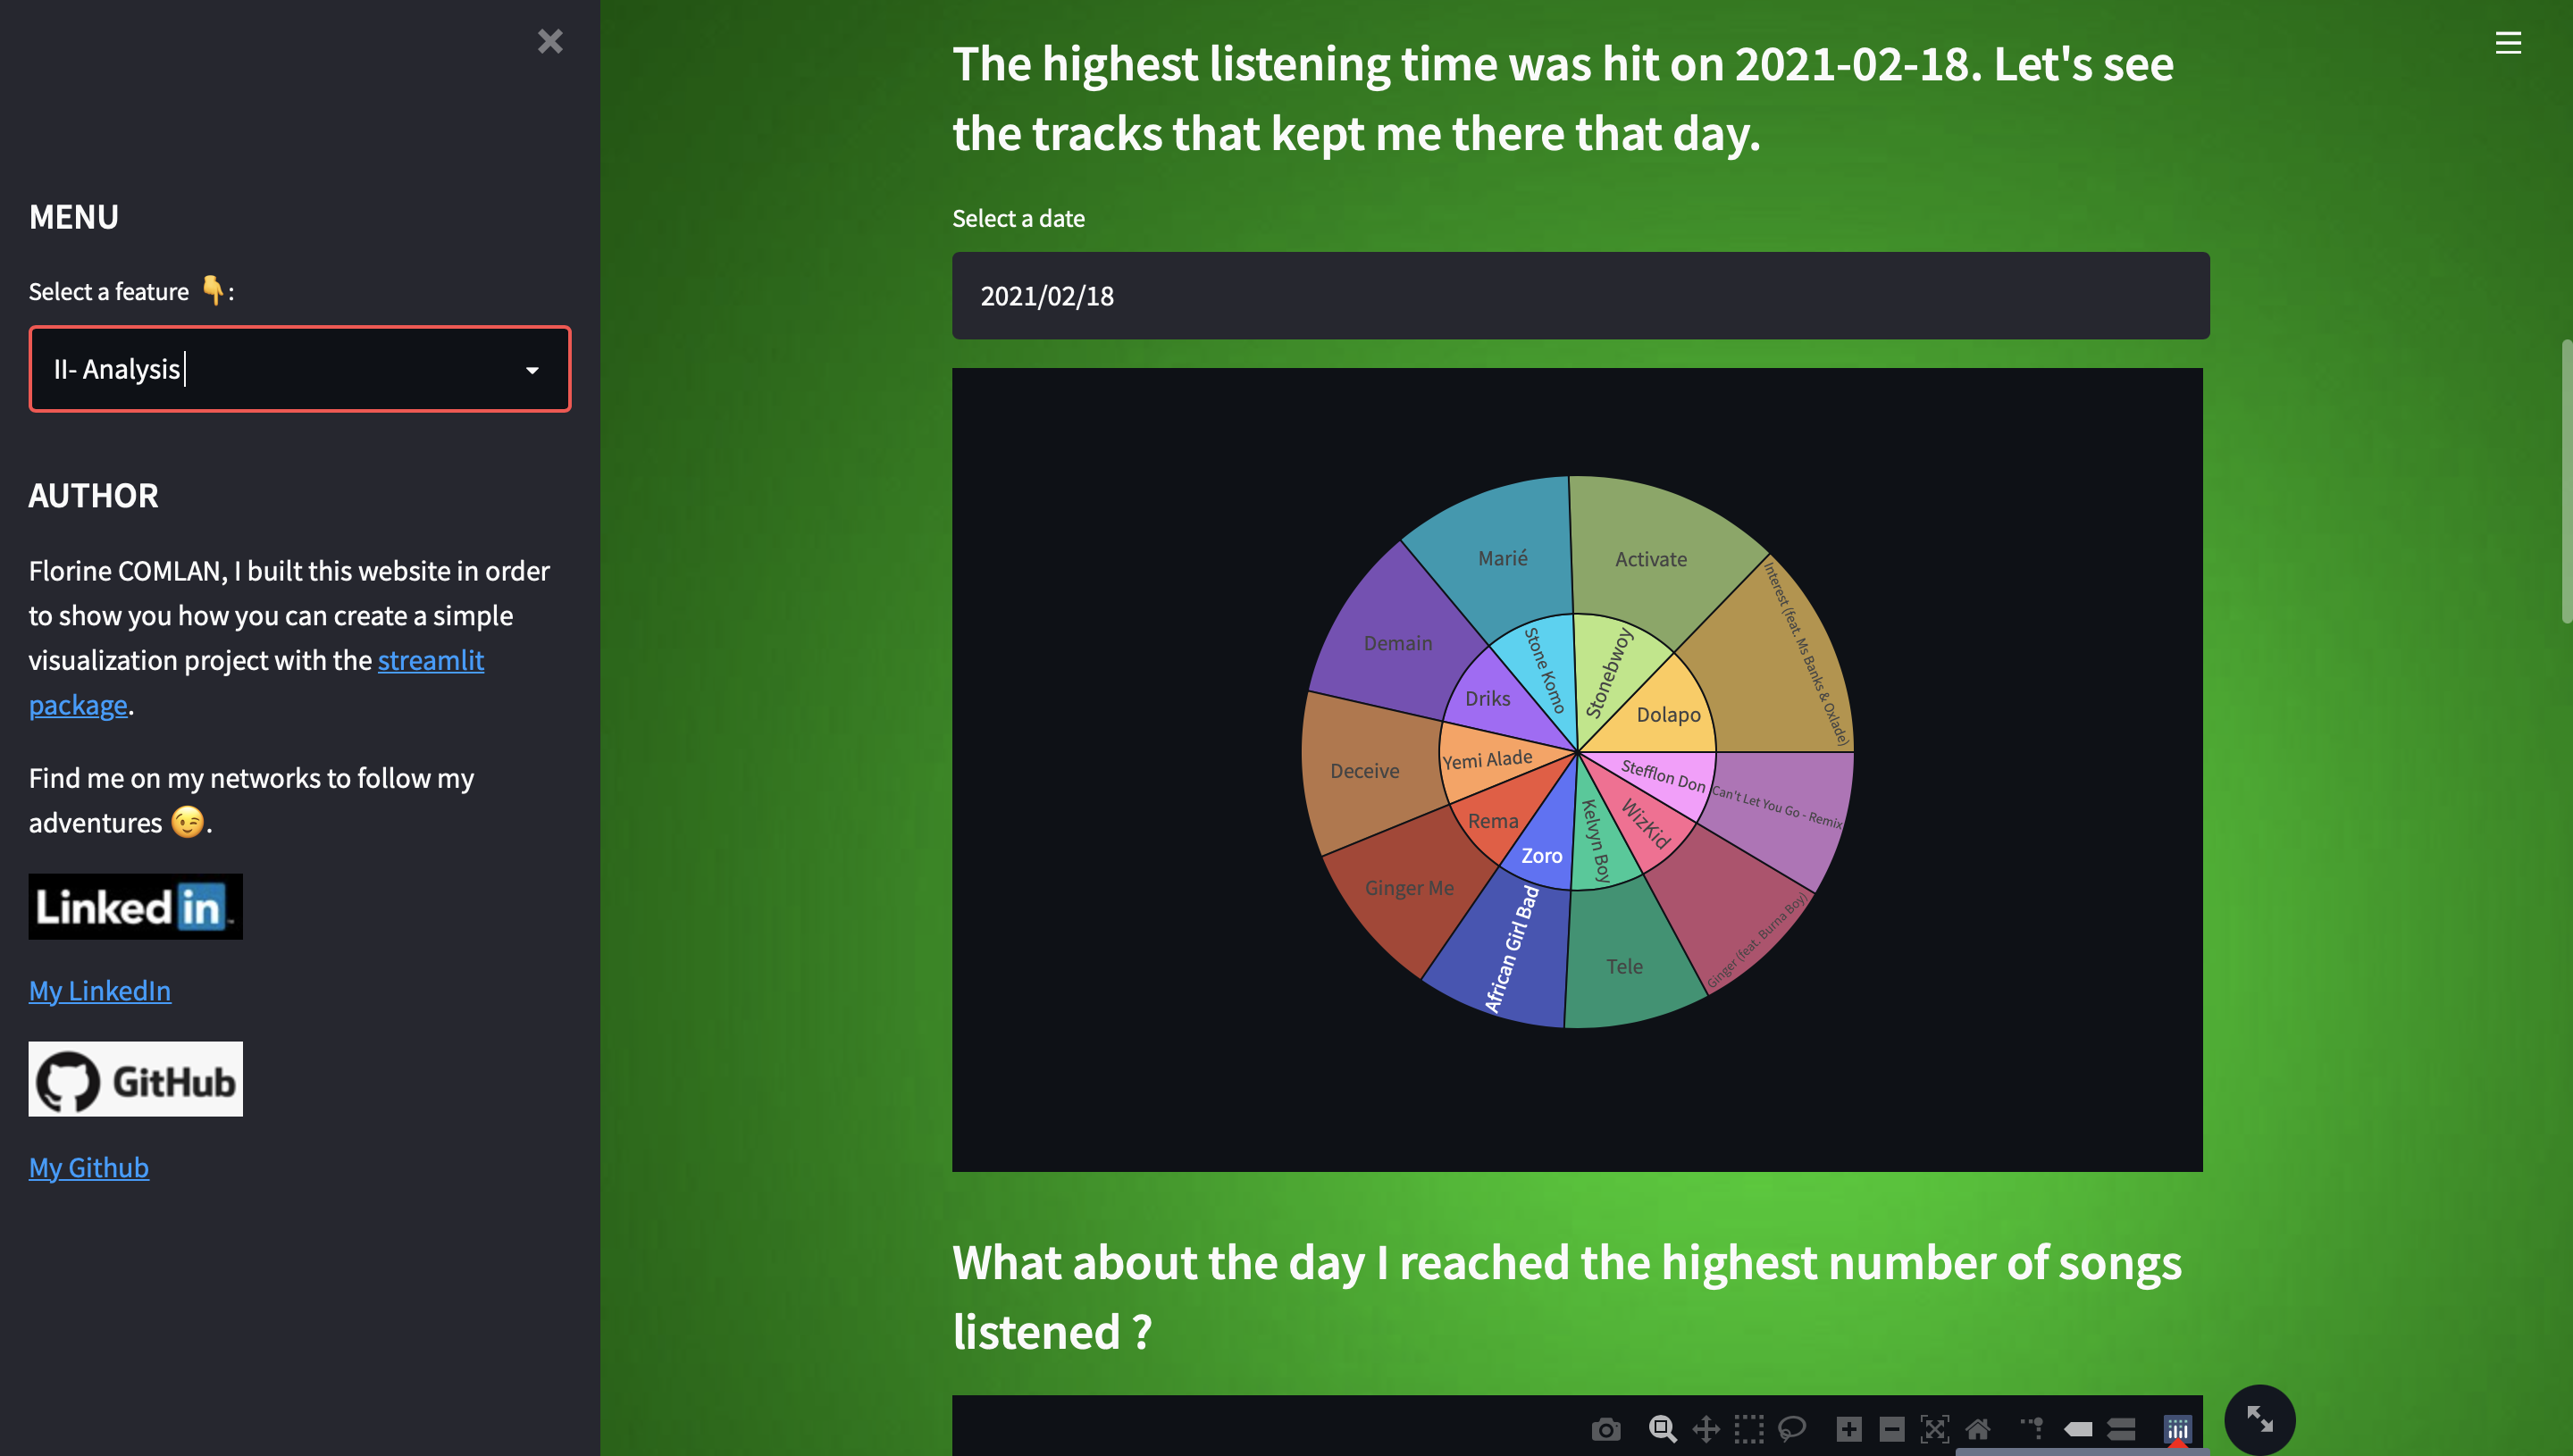 MENU
Select a feature 👇:
II- Analysis
AUTHOR
Florine COMLAN, I built this website in order
to show you how you can create a simple
visualization project with the streamlit
package.
Find me on my networks to follow my
adventures 😉.
Linked in
My LinkedIn
GitHub
My Github
The highest listening time was hit on 2021-02-18. Let's see
the tracks that kept me there that day.
Select a date
2021/02/18
Marié
Activate
Interest (feat. Ms Banks & Oxlade)
Demain
Stone Komo
Stonebwoy
Driks
Dolapo
Deceive
Yemi Alade
Stefflon Don
Can't Let You Go - Remix
Rema
Zoro
Kelvyn Boy
WizKid
Ginger Me
African Girl Bad
Tele
Ginger (feat. Burna Boy)
What about the day I reached the highest number of songs
listened ?